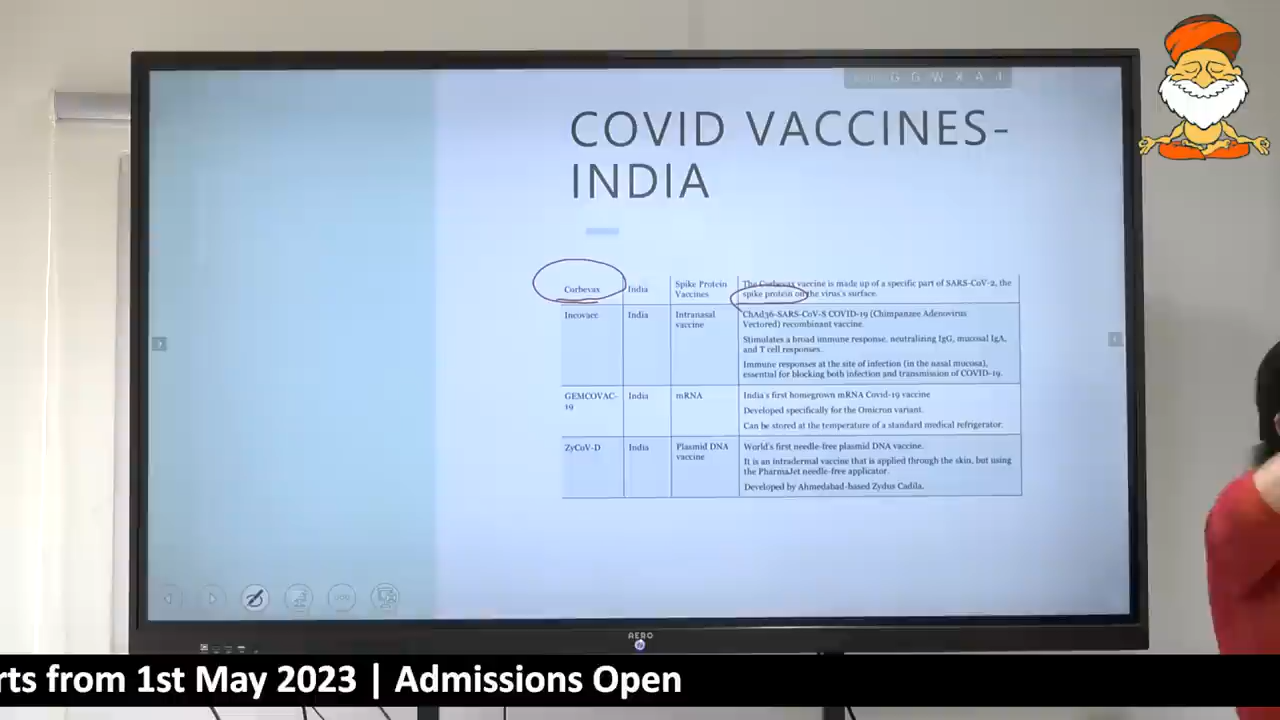 COVID VACCINES-
INDIA
Corbevax India Spike Protein Vaccines The Corbevax vaccine is made up of a specific part of SARS-CoV-2, the
spike protein on the virus's surface.
Incovacc India Intranasal vaccine ChAd36-SARS-CoV-S COVID-19 (Chimpanzee Adenovirus
Vectored) recombinant vaccine.
Stimulates a broad immune response, neutralizing IgG, mucosal IgA,
and T cell responses.
Immune responses at the site of infection (in the nasal mucosa),
essential for blocking both infection and transmission of COVID-19.
GEMCOVAC-19 India mRNA India's first homegrown mRNA Covid-19 vaccine
Developed specifically for the Omicron variant.
Can be stored at the temperature of a standard medical refrigerator.
ZyCoV-D India Plasmid DNA vaccine World's first needle-free plasmid DNA vaccine.
It is an intradermal vaccine that is applied through the skin, but using
the PharmaJet needle-free applicator.
Developed by Ahmedabad-based Zydus Cadila.
AERO
rts from 1st May 2023 | Admissions Open